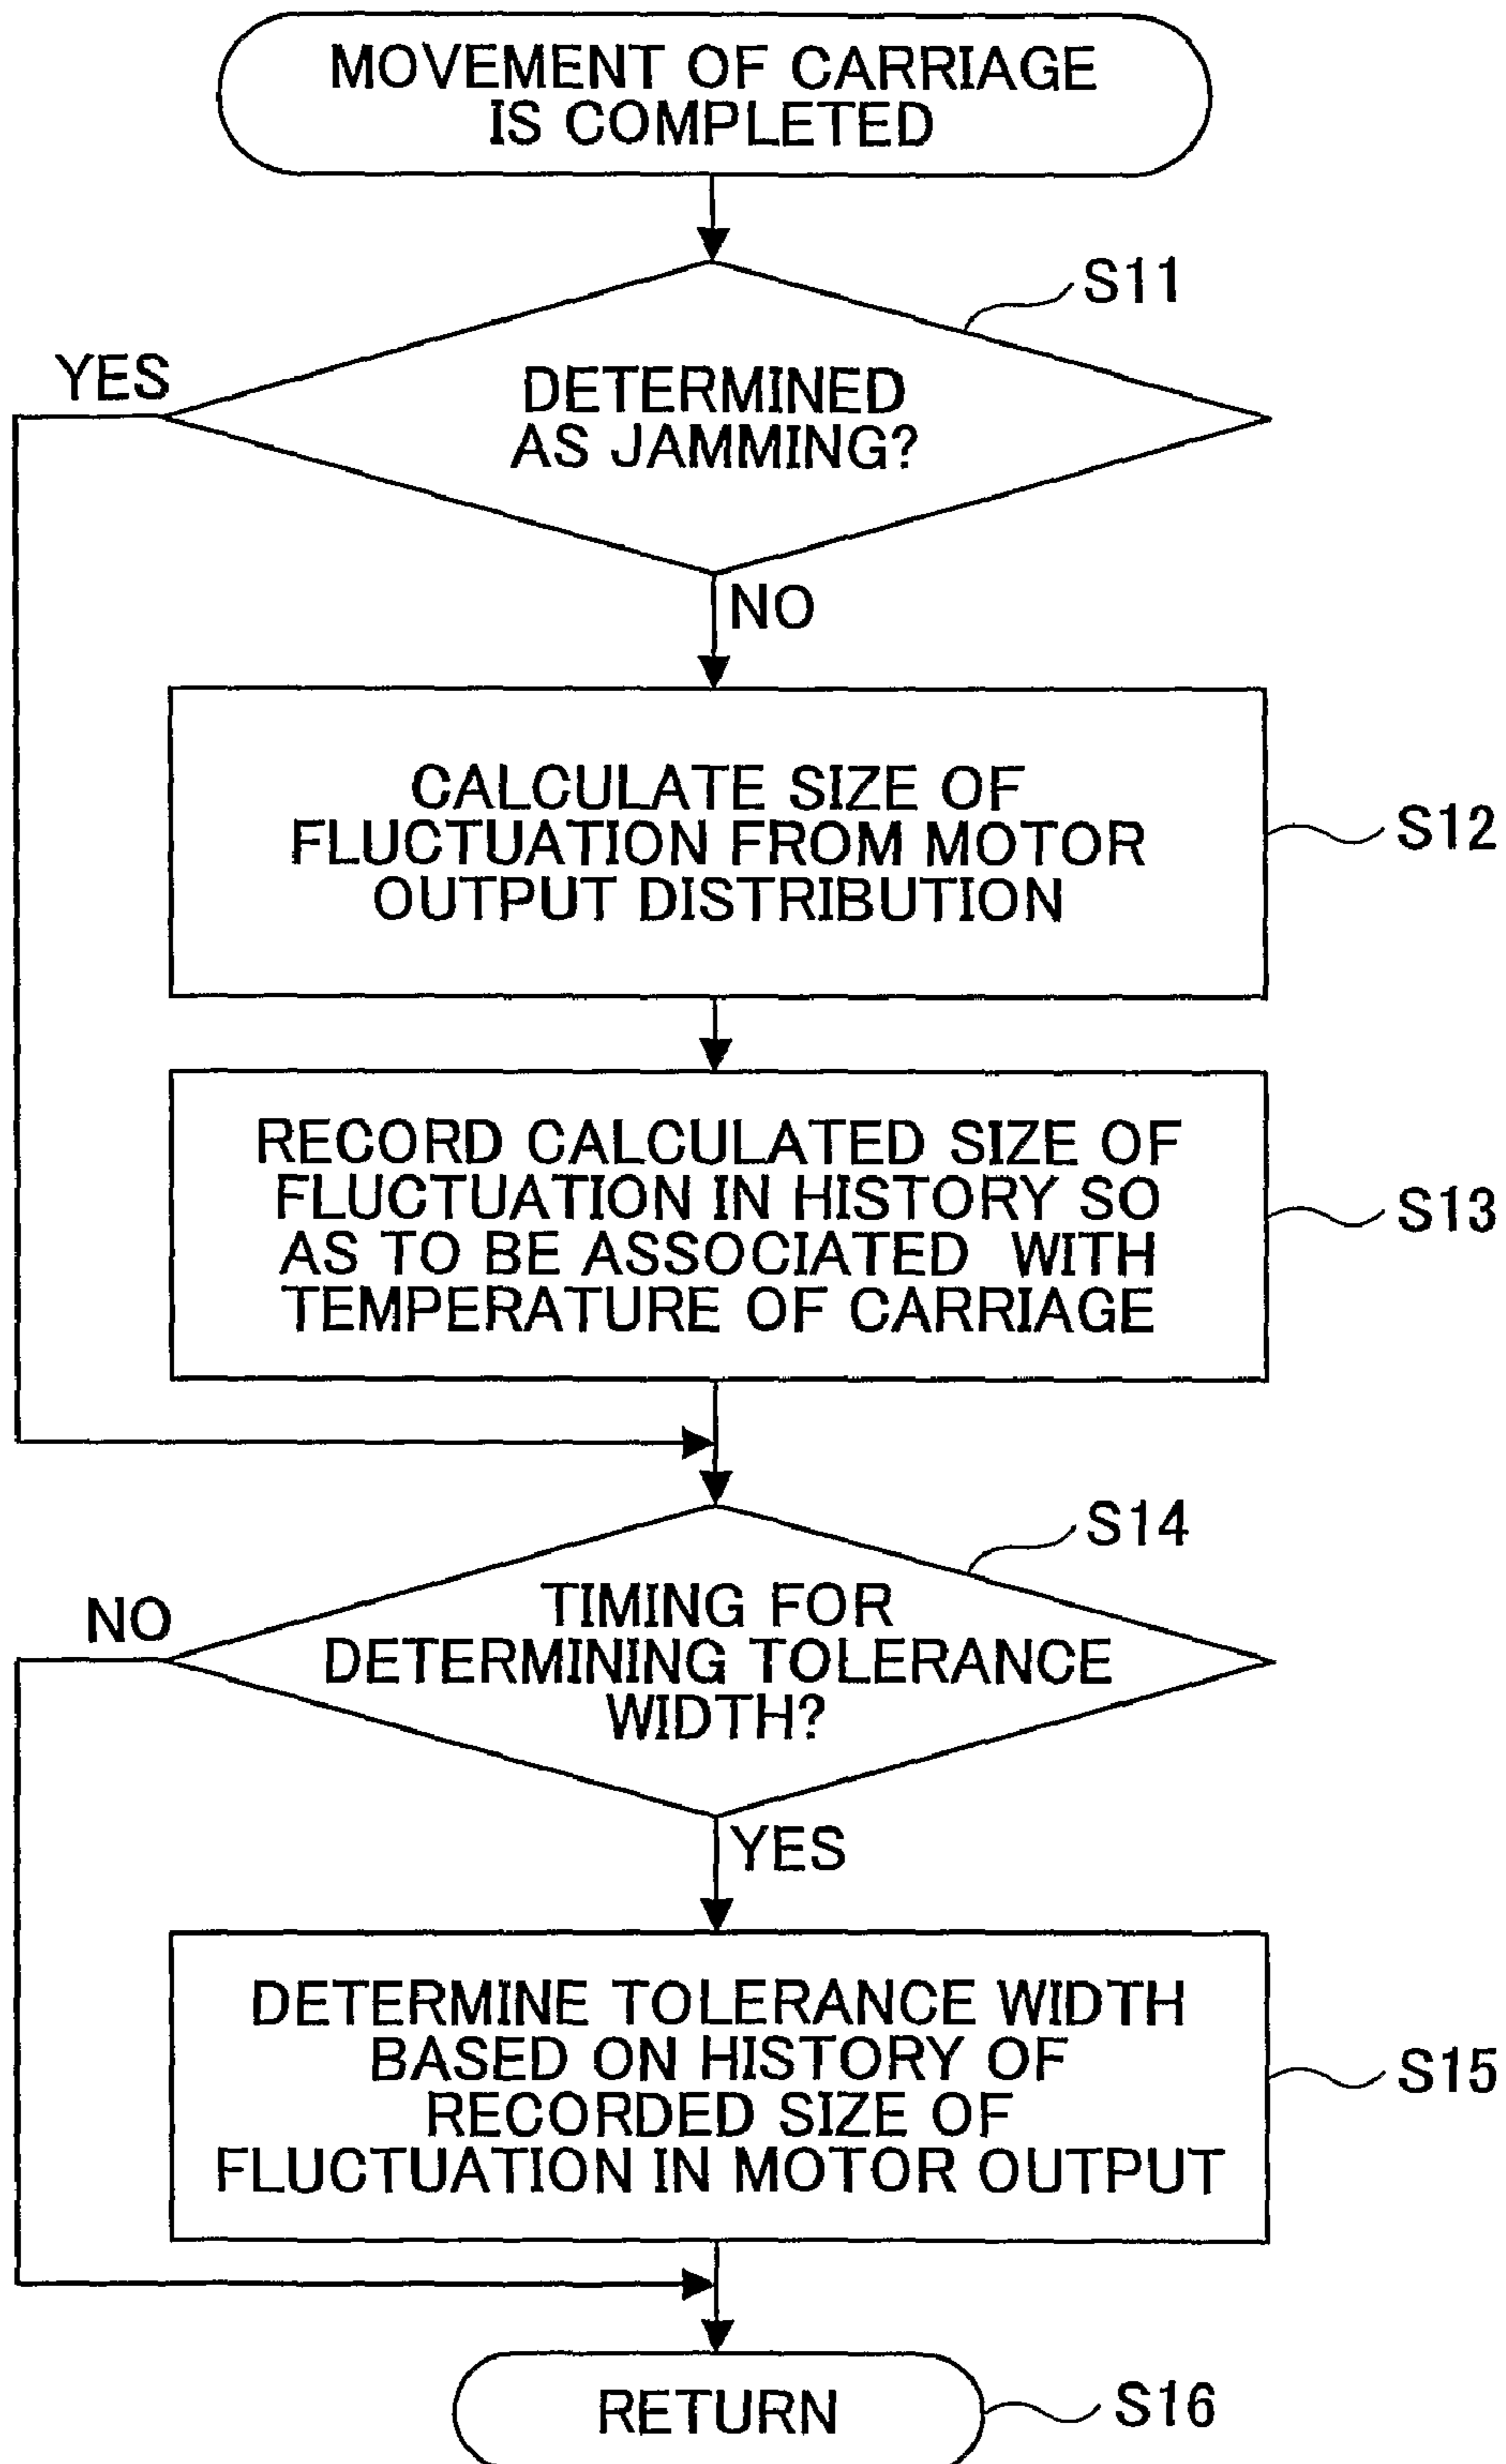 MOVEMENT OF CARRIAGE
IS COMPLETED
S11
YES
DETERMINED
AS JAMMING?
NO
CALCULATE SIZE OF
FLUCTUATION FROM MOTOR
OUTPUT DISTRIBUTION
S12
RECORD CALCULATED SIZE OF
FLUCTUATION IN HISTORY SO
AS TO BE ASSOCIATED WITH
TEMPERATURE OF CARRIAGE
S13
S14
NO
TIMING FOR
DETERMINING TOLERANCE
WIDTH?
YES
DETERMINE TOLERANCE WIDTH
BASED ON HISTORY OF
RECORDED SIZE OF
FLUCTUATION IN MOTOR OUTPUT
S15
RETURN
S16